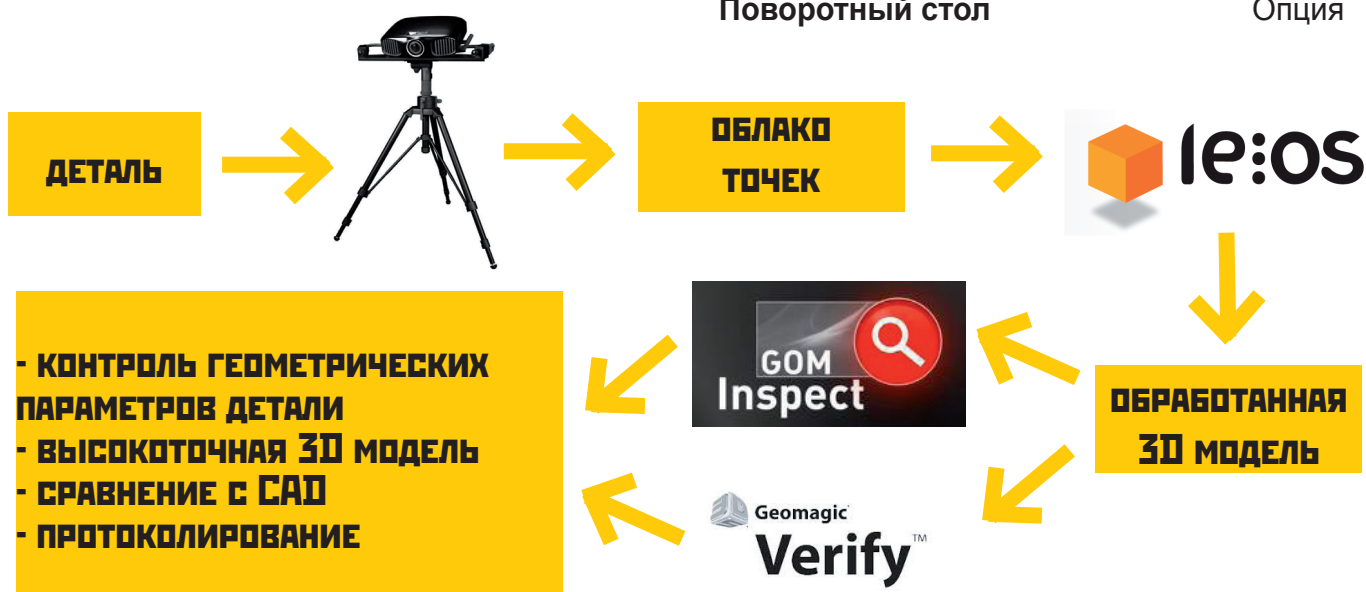 Поворотный стол Опция
ДЕТАЛЬ
ОБЛАКО
ТОЧЕК
le:os
- КОНТРОЛЬ ГЕОМЕТРИЧЕСКИХ
ПАРАМЕТРОВ ДЕТАЛИ
- ВЫСОКОТОЧНАЯ 3D МОДЕЛЬ
- СРАВНЕНИЕ С CAD
- ПРОТОКОЛИРОВАНИЕ
GOM
Inspect
ОБРАБОТАННАЯ
3D МОДЕЛЬ
Geomagic
Verify™